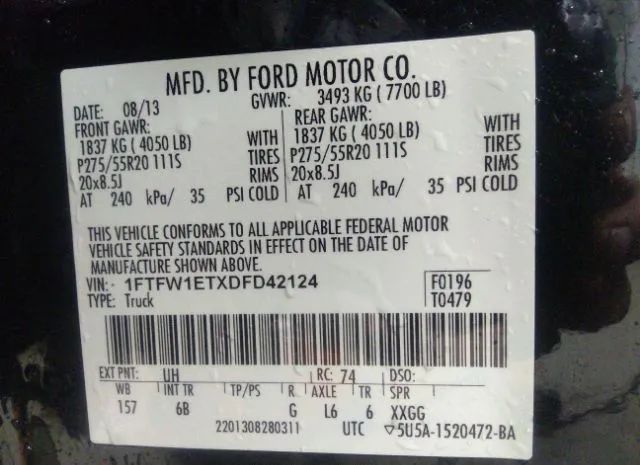 MFD. BY FORD MOTOR CO.
DATE: 08/13 GVWR: 3493 KG ( 7700 LB)
FRONT GAWR: REAR GAWR:
1837 KG ( 4050 LB) WITH 1837 KG ( 4050 LB) WITH
P275/55R20 111S TIRES P275/55R20 111S TIRES
20x8.5J RIMS 20x8.5J RIMS
AT 240 kPa/ 35 PSI COLD AT 240 kPa/ 35 PSI COLD
THIS VEHICLE CONFORMS TO ALL APPLICABLE FEDERAL MOTOR
VEHICLE SAFETY STANDARDS IN EFFECT ON THE DATE OF
MANUFACTURE SHOWN ABOVE.
VIN: 1FTFW1ETXDFD42124 F0196
TYPE: Truck T0479
EXT PNT: UH RC: 74 DSO:
WB INT TR TP/PS R AXLE TR SPR
157 6B G L6 6 XXGG
2201308280311 UTC ▽5U5A-1520472-BA